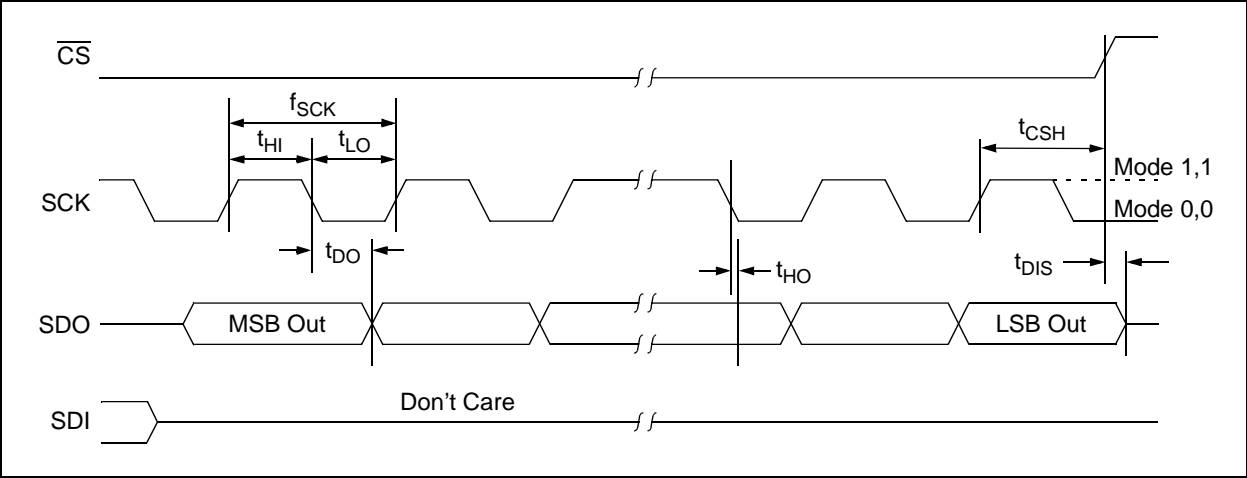 CS
fSCK
tHI tLO
tCSH
Mode 1,1
SCK
Mode 0,0
tDO
tHO
tDIS
SDO
MSB Out
LSB Out
Don't Care
SDI